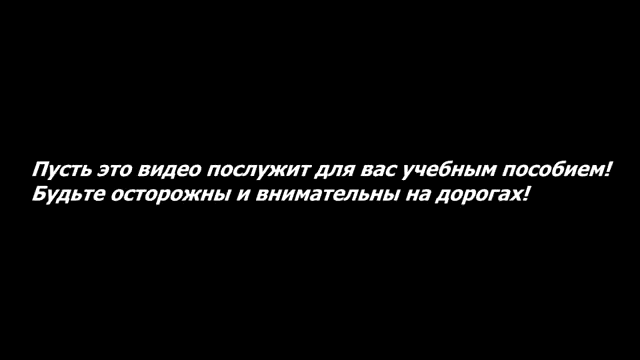 Пусть это видео послужит для вас учебным пособием!
Будьте осторожны и внимательны на дорогах!